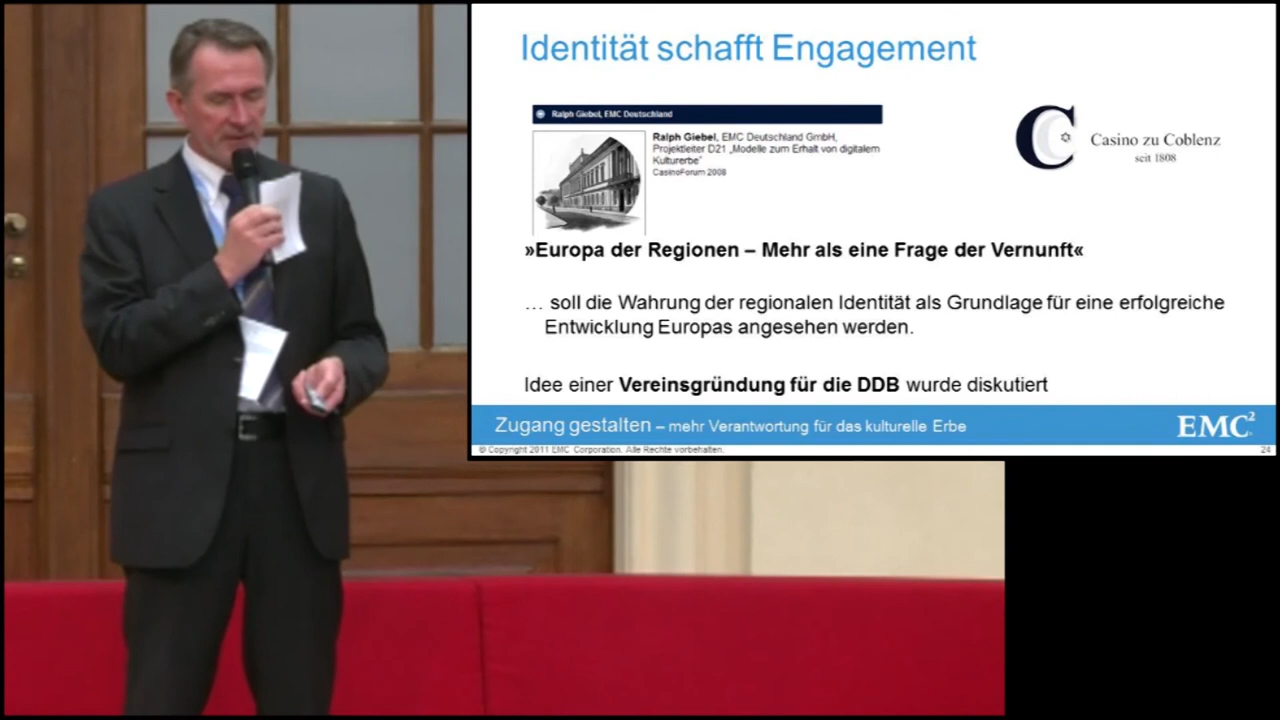 Identität schafft Engagement
Ralph Giebel, EMC Deutschland
Ralph Giebel, EMC Deutschland GmbH,
Projektleiter D21 „Modelle zum Erhalt von digitalem
Kulturerbe"
CasinoForum 2008
C
Casino zu Coblenz
seit 1808
»Europa der Regionen – Mehr als eine Frage der Vernunft«
… soll die Wahrung der regionalen Identität als Grundlage für eine erfolgreiche
Entwicklung Europas angesehen werden.
Idee einer Vereinsgründung für die DDB wurde diskutiert
Zugang gestalten – mehr Verantwortung für das kulturelle Erbe
EMC²
© Copyright 2011 EMC Corporation. Alle Rechte vorbehalten.
24